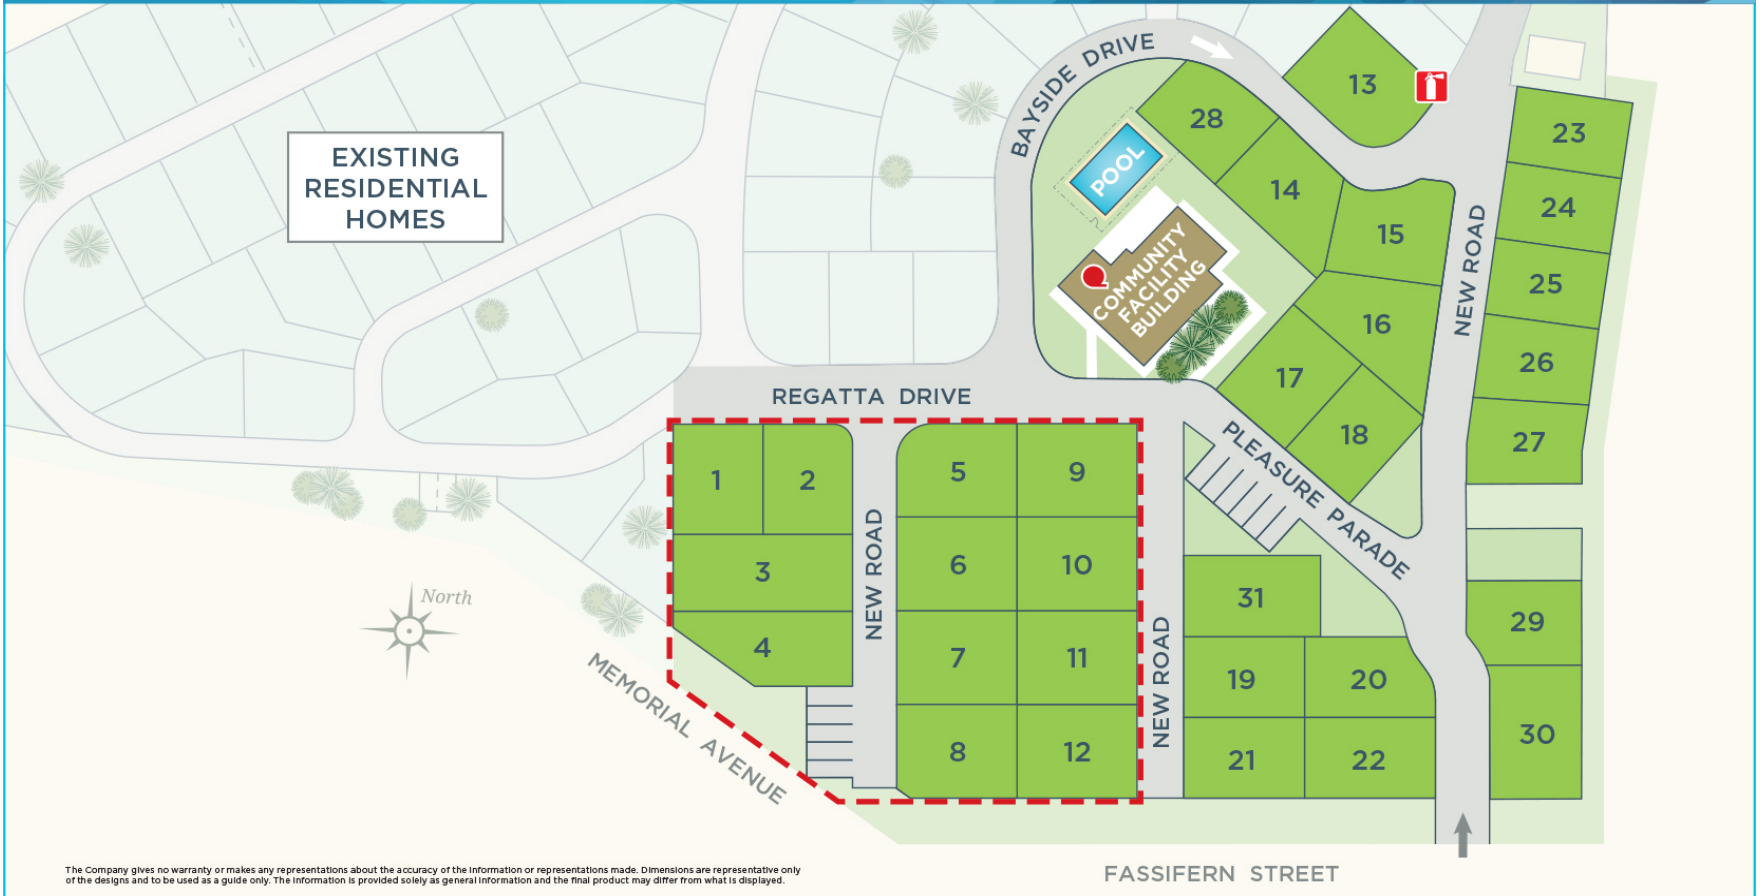 EXISTING
RESIDENTIAL
HOMES
BAYSIDE DRIVE
POOL
COMMUNITY
FACILITY
BUILDING
13
28
14
15
16
17
18
23
24
25
26
27
NEW ROAD
REGATTA DRIVE
PLEASURE PARADE
1
2
3
4
NEW ROAD
5
9
6
10
7
11
8
12
NEW ROAD
31
19
20
21
22
29
30
North
MEMORIAL AVENUE
FASSIFERN STREET
The Company gives no warranty or makes any representations about the accuracy of the information or representations made. Dimensions are representative only
of the designs and to be used as a guide only. The information is provided solely as general information and the final product may differ from what is displayed.